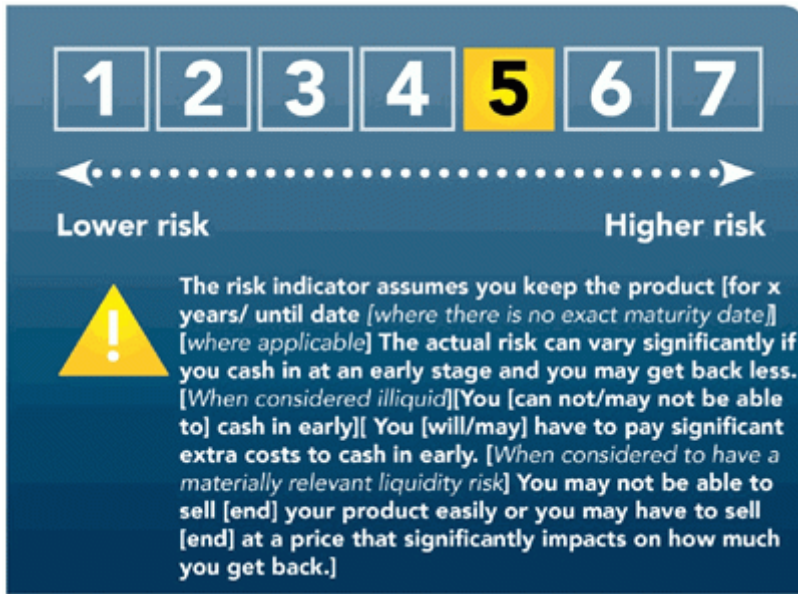 1 2 3 4 5 6 7
Lower risk Higher risk
!
The risk indicator assumes you keep the product [for x
years/ until date [where there is no exact maturity date]]
[where applicable] The actual risk can vary significantly if
you cash in at an early stage and you may get back less.
[When considered illiquid][You [can not/may not be able
to] cash in early][ You [will/may] have to pay significant
extra costs to cash in early. [When considered to have a
materially relevant liquidity risk] You may not be able to
sell [end] your product easily or you may have to sell
[end] at a price that significantly impacts on how much
you get back.]